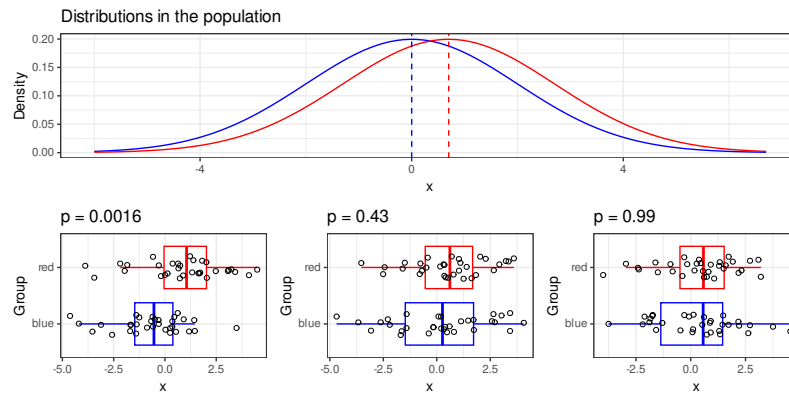 Distributions in the population
0.20
0.15
0.10
0.05
0.00
Density
-4 0 4
x
p = 0.0016 p = 0.43 p = 0.99
red red red
blue blue blue
Group Group Group
-5.0 -2.5 0.0 2.5 -5.0 -2.5 0.0 2.5 -2.5 0.0 2.5
x x x